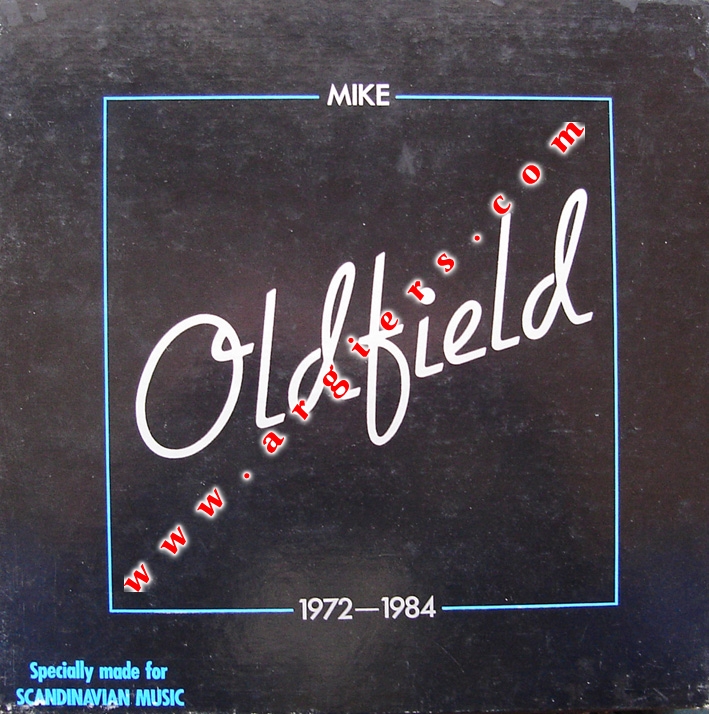 MIKE
Oldfield
www.argiers.com
1972—1984
Specially made for
SCANDINAVIAN MUSIC